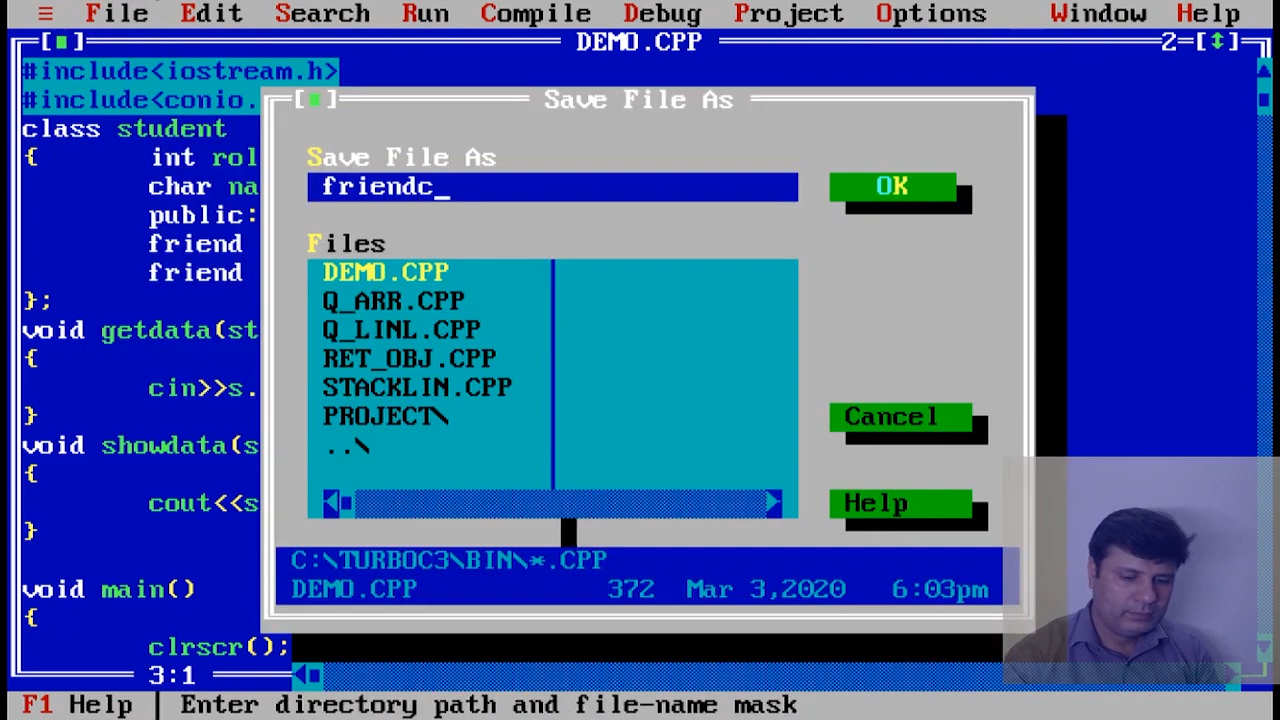 ≡ File Edit Search Run Compile Debug Project Options Window Help
DEMO.CPP 2
#include<iostream.h>
#include<conio.
class student
{ int rol
char na
public:
friend
friend
};
void getdata(st
{
cin>>s.
}
void showdata(s
{
cout<<s
}
void main()
{
clrscr();
3:1
Save File As
Save File As
friendc_
OK
Files
DEMO.CPP
Q_ARR.CPP
Q_LINL.CPP
RET_OBJ.CPP
STACKLIN.CPP
PROJECT\
..\
Cancel
Help
C:\TURBOC3\BIN\*.CPP
DEMO.CPP 372 Mar 3,2020 6:03pm
F1 Help | Enter directory path and file-name mask